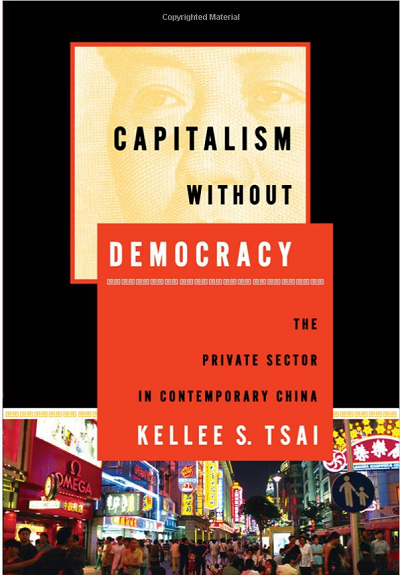 Copyrighted Material
CAPITALISM
WITHOUT
DEMOCRACY
THE
PRIVATE SECTOR
IN CONTEMPORARY CHINA
KELLEE S. TSAI
OMEGA